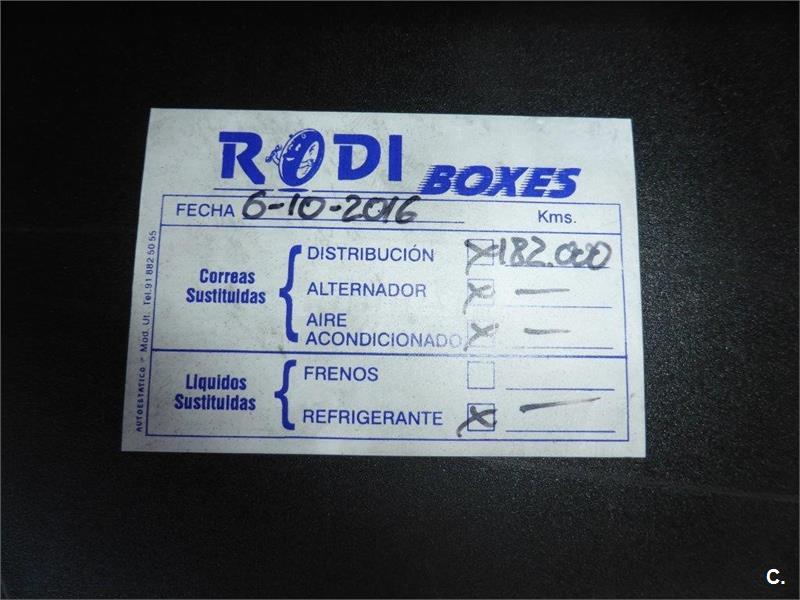 RODI BOXES
FECHA 6-10-2016 Kms.
Correas Sustituidas
DISTRIBUCIÓN X 182.000
ALTERNADOR X —
AIRE
ACONDICIONADO X —
Líquidos Sustituidas
FRENOS
REFRIGERANTE X —
AUTOESTATICO - Mod. Ut. Tel. 91 882 50 55
C.